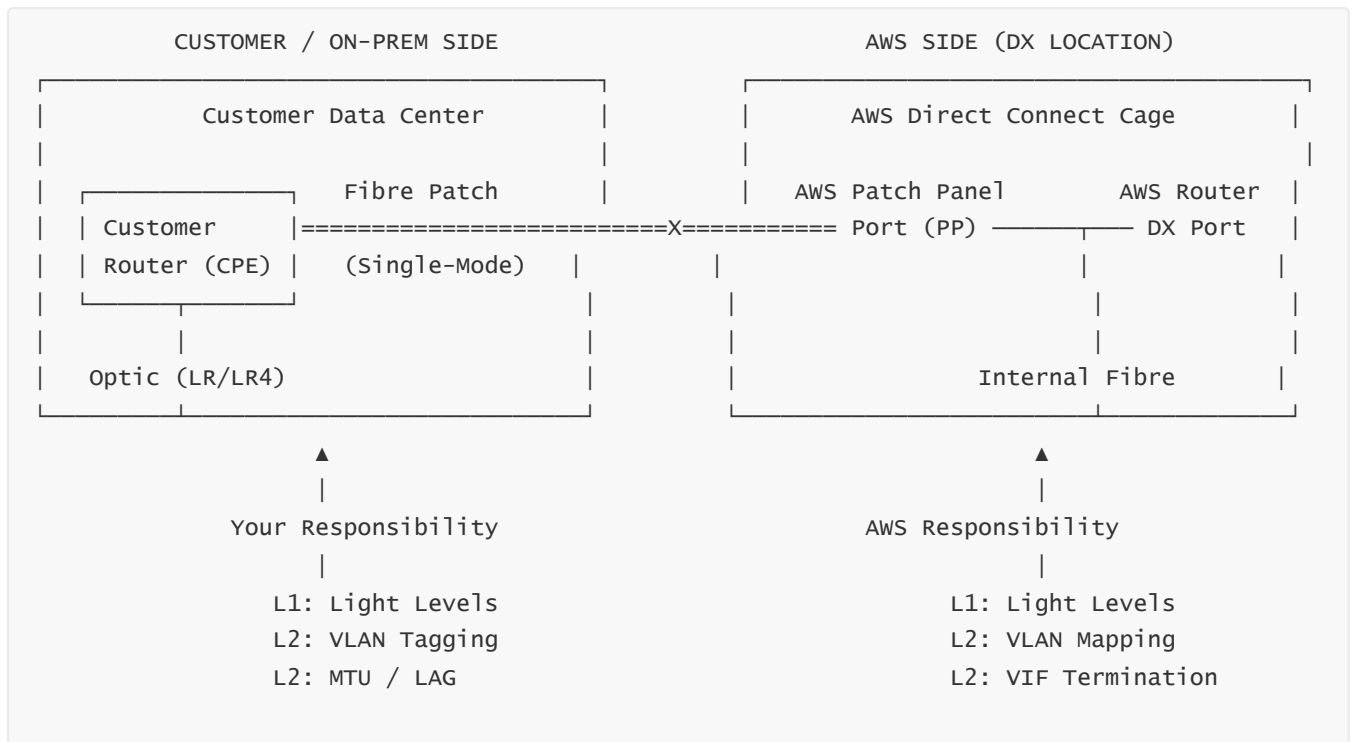 CUSTOMER / ON-PREM SIDE AWS SIDE (DX LOCATION)
Customer Data Center AWS Direct Connect Cage
Fibre Patch AWS Patch Panel AWS Router
Customer Port (PP) DX Port
Router (CPE) (Single-Mode)
Optic (LR/LR4) Internal Fibre
Your Responsibility AWS Responsibility
L1: Light Levels L1: Light Levels
L2: VLAN Tagging L2: VLAN Mapping
L2: MTU / LAG L2: VIF Termination